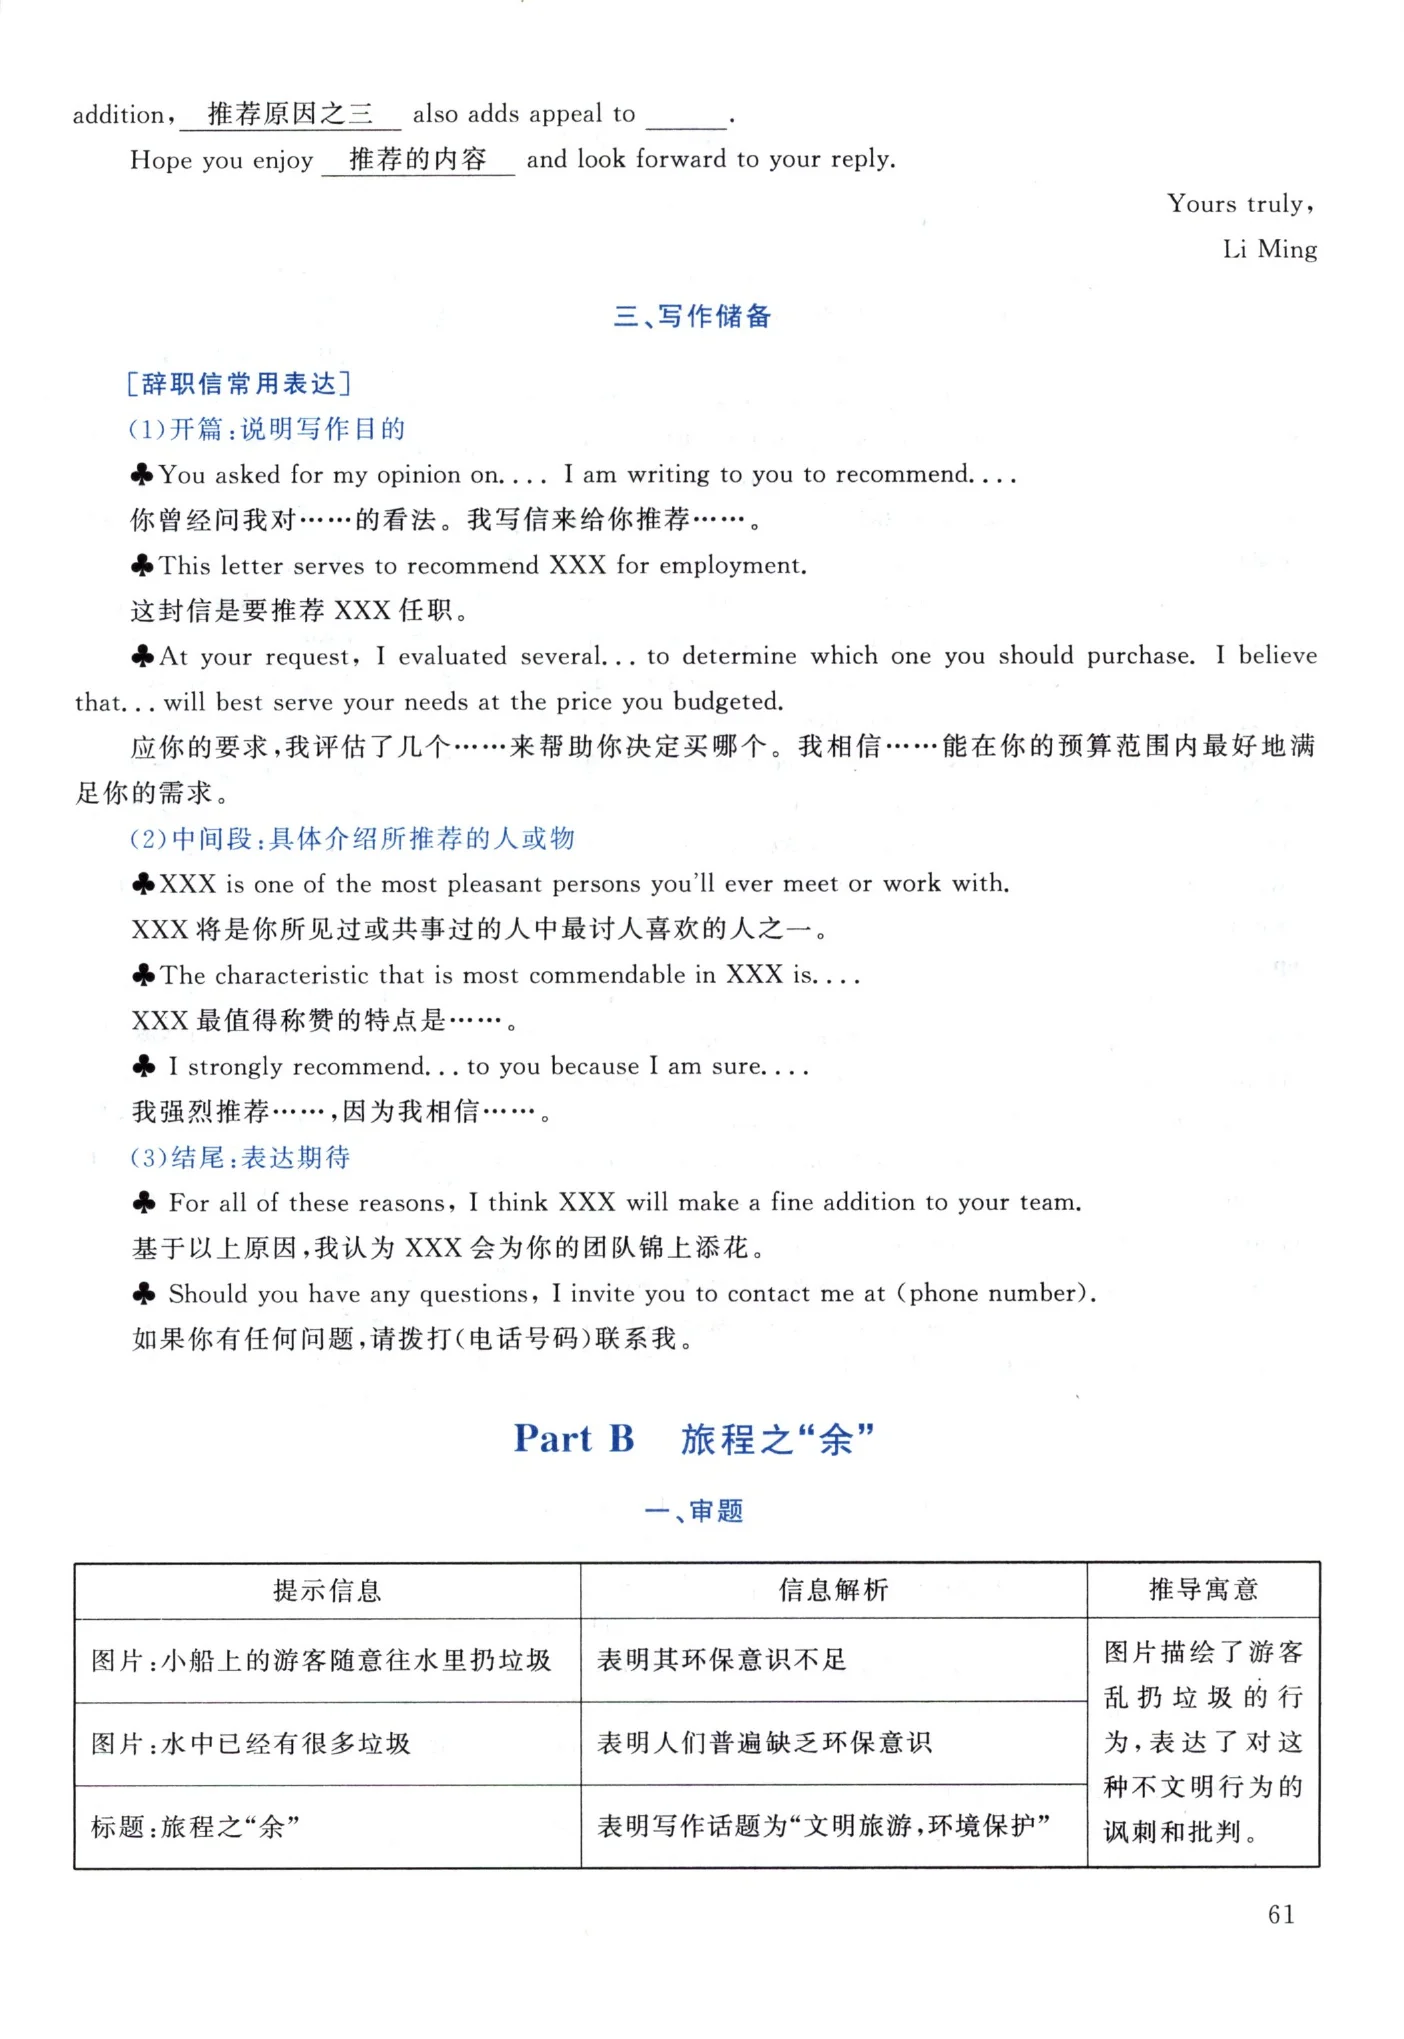 addition, 推荐原因之三 also adds appeal to ______.
Hope you enjoy 推荐的内容 and look forward to your reply.
Yours truly,
Li Ming
三、写作储备
[辞职信常用表达]
(1)开篇:说明写作目的
♣You asked for my opinion on.... I am writing to you to recommend....
你曾经问我对……的看法。我写信来给你推荐……。
♣This letter serves to recommend XXX for employment.
这封信是要推荐 XXX 任职。
♣At your request, I evaluated several... to determine which one you should purchase. I believe
that... will best serve your needs at the price you budgeted.
应你的要求,我评估了几个……来帮助你决定买哪个。我相信……能在你的预算范围内最好地满
足你的需求。
(2)中间段:具体介绍所推荐的人或物
♣XXX is one of the most pleasant persons you'll ever meet or work with.
XXX 将是你所见过或共事过的人中最讨人喜欢的人之一。
♣The characteristic that is most commendable in XXX is....
XXX 最值得称赞的特点是……。
♣ I strongly recommend... to you because I am sure....
我强烈推荐……,因为我相信……。
(3)结尾:表达期待
♣ For all of these reasons, I think XXX will make a fine addition to your team.
基于以上原因,我认为 XXX 会为你的团队锦上添花。
♣ Should you have any questions, I invite you to contact me at (phone number).
如果你有任何问题,请拨打(电话号码)联系我。
Part B 旅程之“余”
一、审题
提示信息 信息解析 推导寓意
图片:小船上的游客随意往水里扔垃圾 表明其环保意识不足
图片:水中已经有很多垃圾 表明人们普遍缺乏环保意识
标题:旅程之“余” 表明写作话题为“文明旅游,环境保护”
图片描绘了游客
乱扔垃圾的行
为,表达了对这
种不文明行为的
讽刺和批判。
61